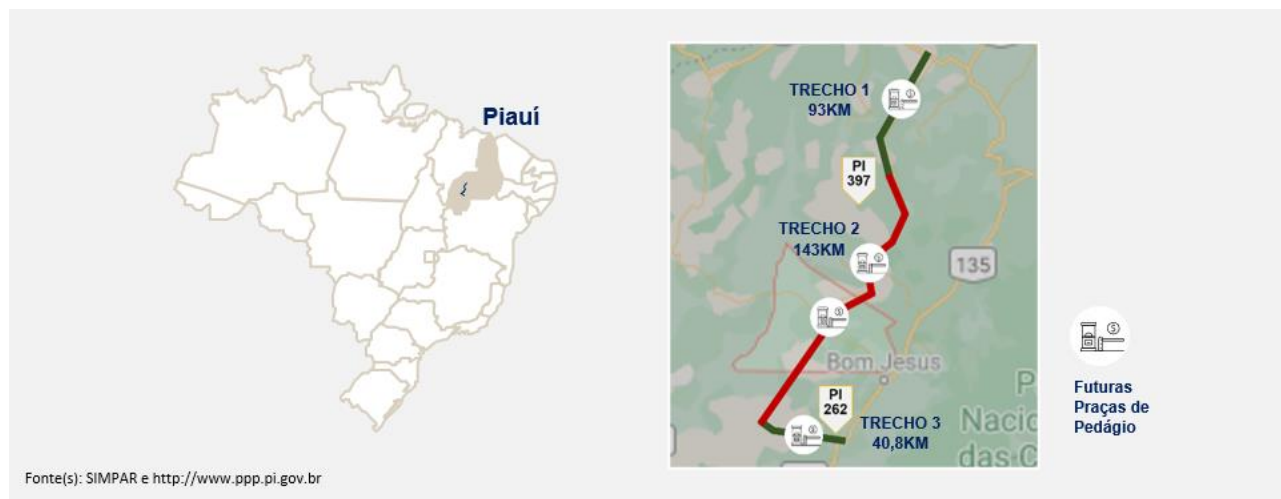 Piauí
TRECHO 1
93KM
PI
397
TRECHO 2
143KM
135
Bom Jesus
PI
262
TRECHO 3
40,8KM
P
Nacio
das C
Futuras
Praças de
Pedágio
Fonte(s): SIMPAR e http://www.ppp.pi.gov.br